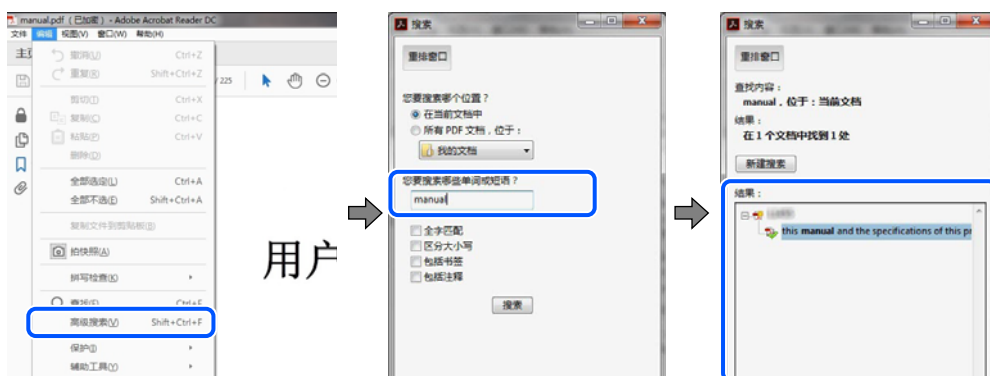 manual.pdf （已加密） - Adobe Acrobat Reader DC
文件 编辑 视图(V) 窗口(W) 帮助(H)
撤消(U) Ctrl+Z
重复(R) Shift+Ctrl+Z
/ 225
剪切(T) Ctrl+X
复制(C) Ctrl+C
粘贴(P) Ctrl+V
删除(D)
全部选定(L) Ctrl+A
全部不选(E) Shift+Ctrl+A
复制文件到剪贴板(B)
拍快照(A)
拼写检查(K)
查找(F) Ctrl+F
高级搜索(V) Shift+Ctrl+F
保护(I)
辅助工具(Y)
用户
搜索
重排窗口
您要搜索哪个位置？
在当前文档中
所有 PDF 文档，位于：
我的文档
您要搜索哪些单词或短语？
manual
全字匹配
区分大小写
包括书签
包括注释
搜索
搜索
重排窗口
查找内容：
manual，位于：当前文档
结果：
在 1 个文档中找到 1 处
新建搜索
结果：
this manual and the specifications of this pr